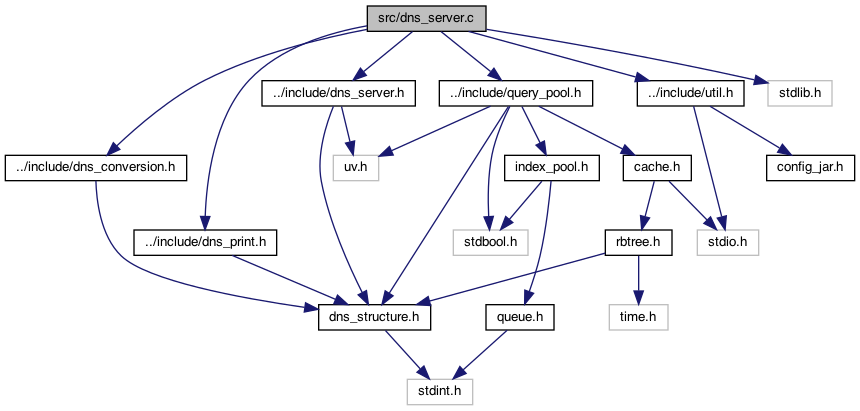 src/dns_server.c
../include/dns_server.h
../include/query_pool.h
../include/util.h
stdlib.h
../include/dns_conversion.h
uv.h
index_pool.h
cache.h
config_jar.h
../include/dns_print.h
stdbool.h
rbtree.h
stdio.h
dns_structure.h
queue.h
time.h
stdint.h